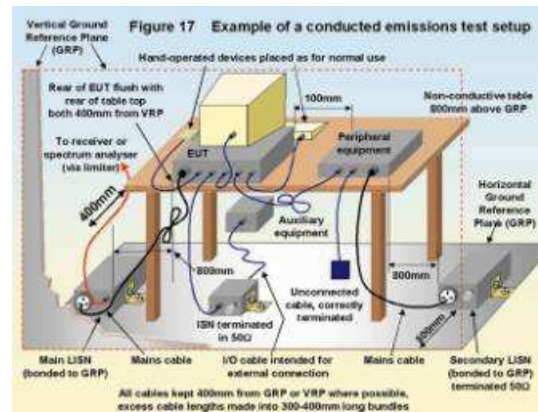 Figure 17 Example of a conducted emissions test setup
Vertical Ground
Reference Plane
(GRP)
Hand-operated devices placed as for normal use
Rear of EUT flush with
rear of table top
both 400mm from VRP
100mm
Non-conductive table
800mm above GRP
To receiver or
spectrum analyser
(via limiter)
EUT
Peripheral
equipment
400mm
Horizontal
Ground
Reference
Plane (GRP)
Auxiliary
equipment
800mm
800mm
ISN terminated
in 50Ω
Unconnected
cable, correctly
terminated
Main LISN
(bonded to GRP)
Mains cable
I/O cable intended for
external connection
Mains cable
Secondary LISN
(bonded to GRP)
terminated 50Ω
All cables kept 400mm from GRP or VRP where possible,
excess cable lengths made into 300-400mm long bundles